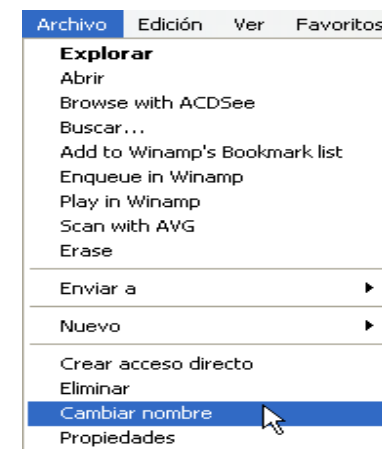 Archivo Edición Ver Favoritos
Explorar
Abrir
Browse with ACDSee
Buscar...
Add to Winamp's Bookmark list
Enqueue in Winamp
Play in Winamp
Scan with AVG
Erase
Enviar a
Nuevo
Crear acceso directo
Eliminar
Cambiar nombre
Propiedades